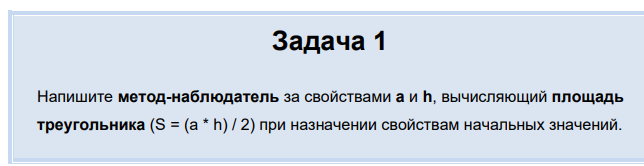 Задача 1
Напишите метод-наблюдатель за свойствами a и h, вычисляющий площадь
треугольника (S = (a * h) / 2) при назначении свойствам начальных значений.